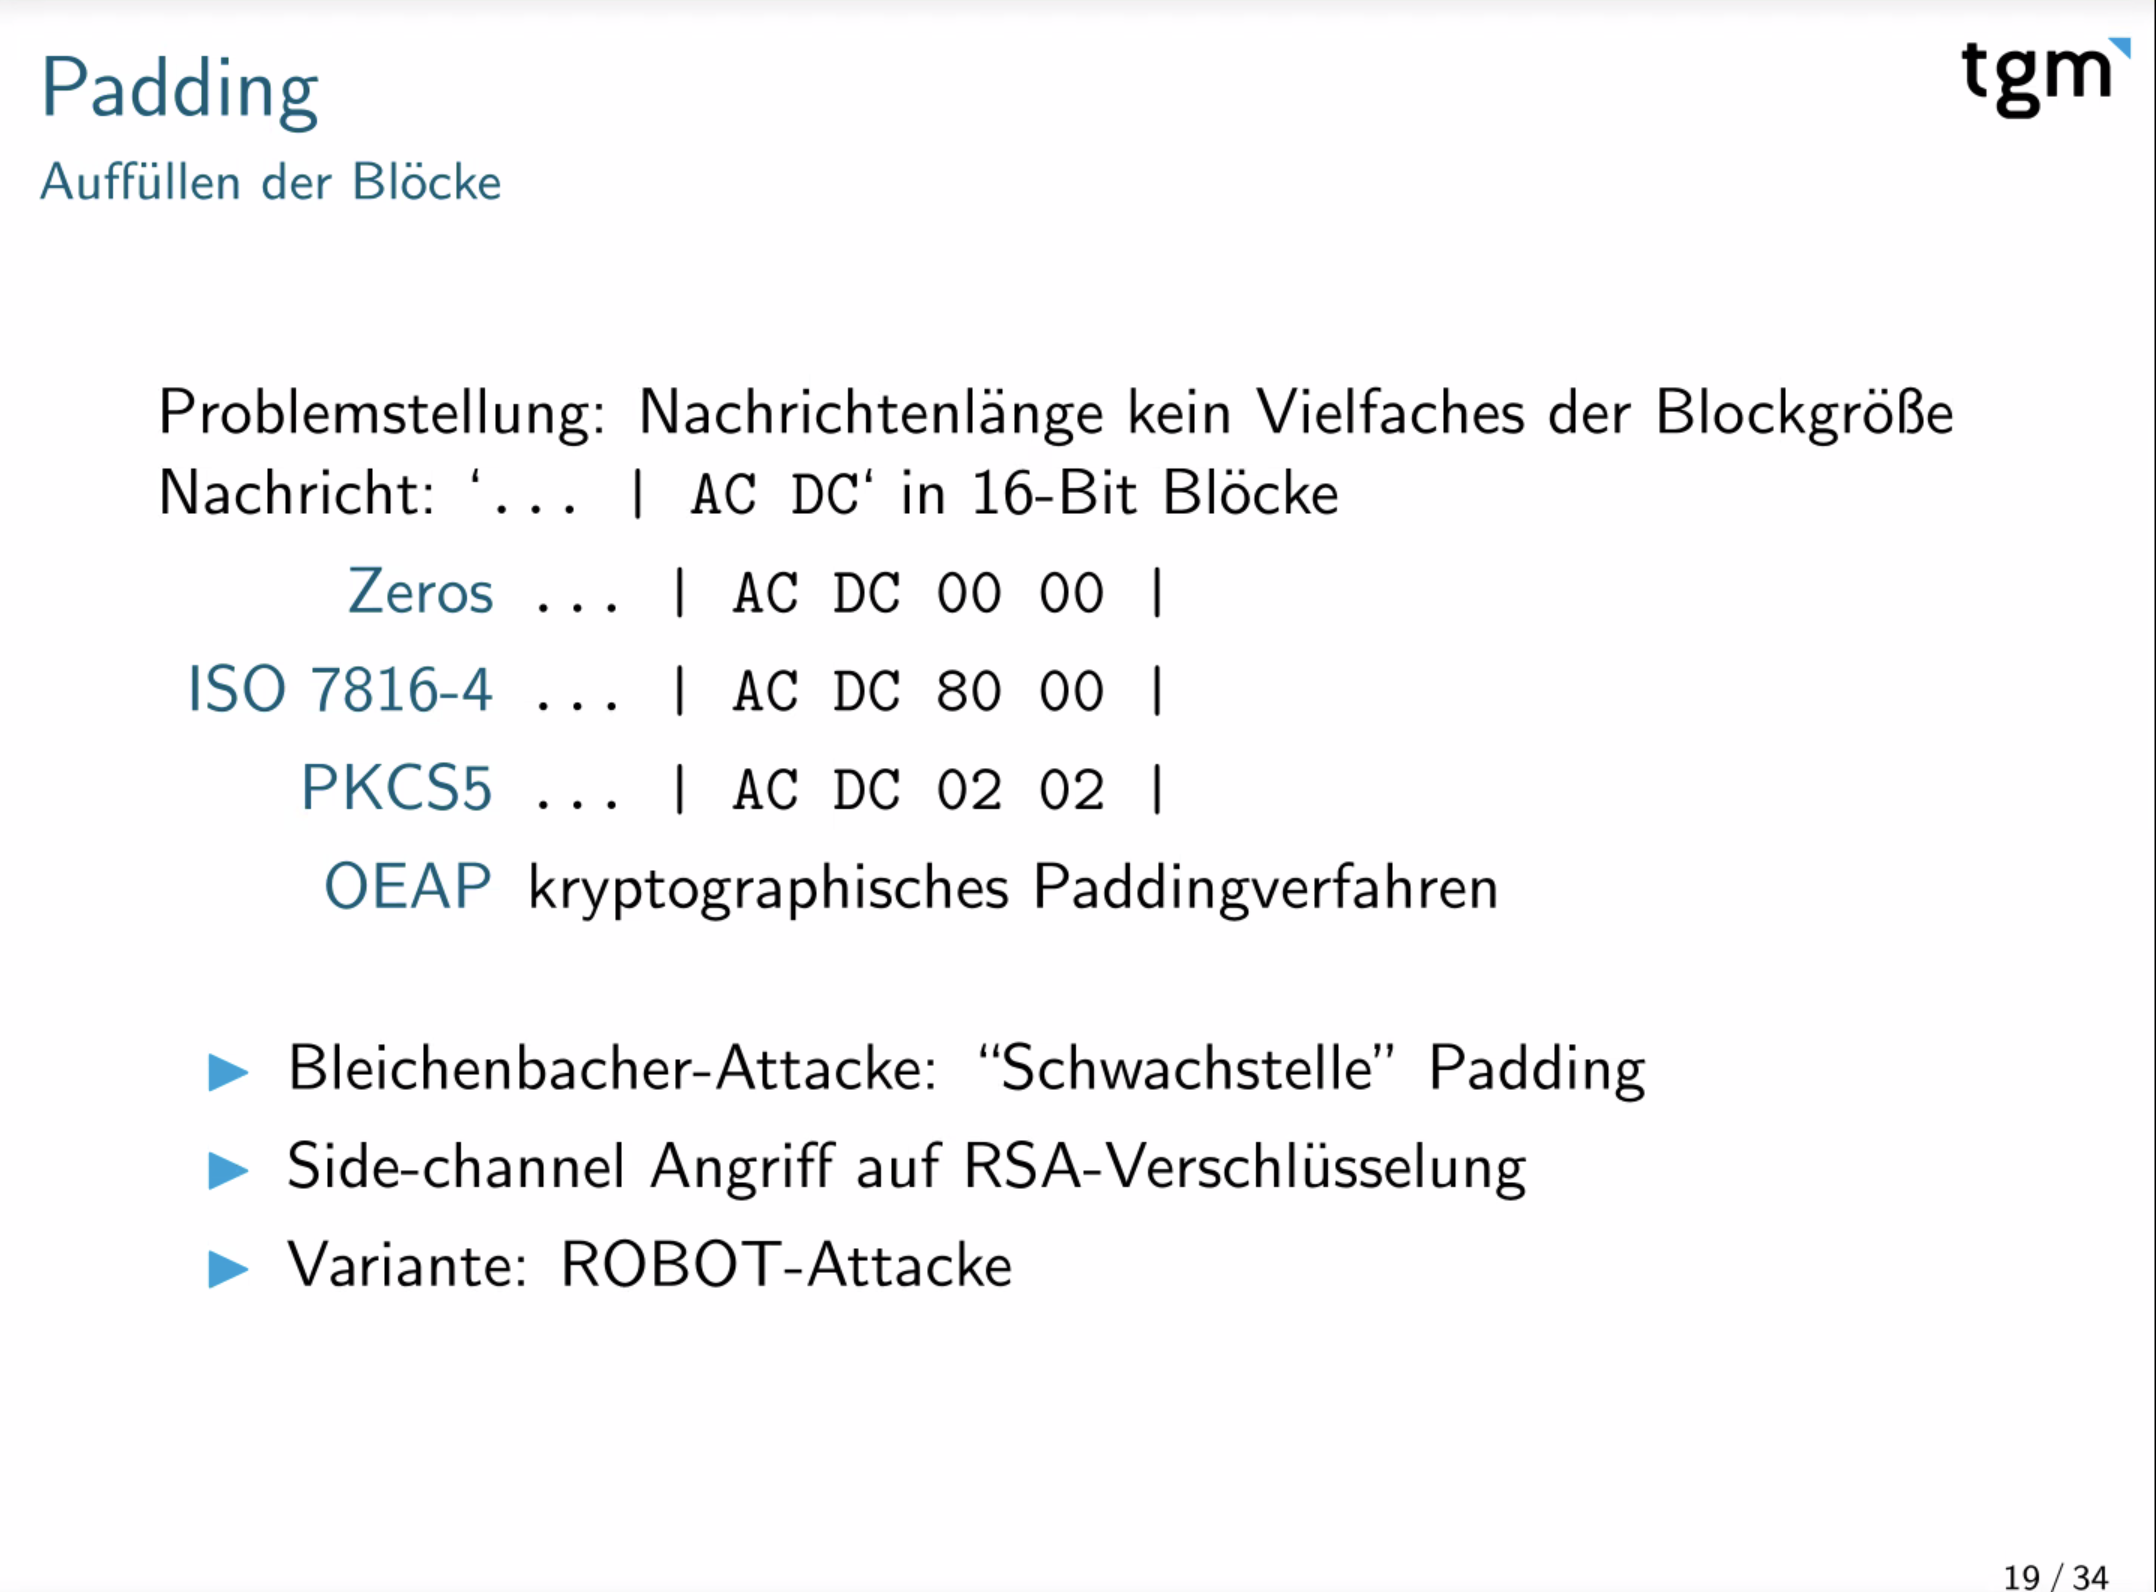 Padding
tgm
Auffüllen der Blöcke
Problemstellung: Nachrichtenlänge kein Vielfaches der Blockgröße
Nachricht: ‘... | AC DC‘ in 16-Bit Blöcke
Zeros ... | AC DC 00 00 |
ISO 7816-4 ... | AC DC 80 00 |
PKCS5 ... | AC DC 02 02 |
OEAP kryptographisches Paddingverfahren
▶ Bleichenbacher-Attacke: “Schwachstelle” Padding
▶ Side-channel Angriff auf RSA-Verschlüsselung
▶ Variante: ROBOT-Attacke
19 / 34